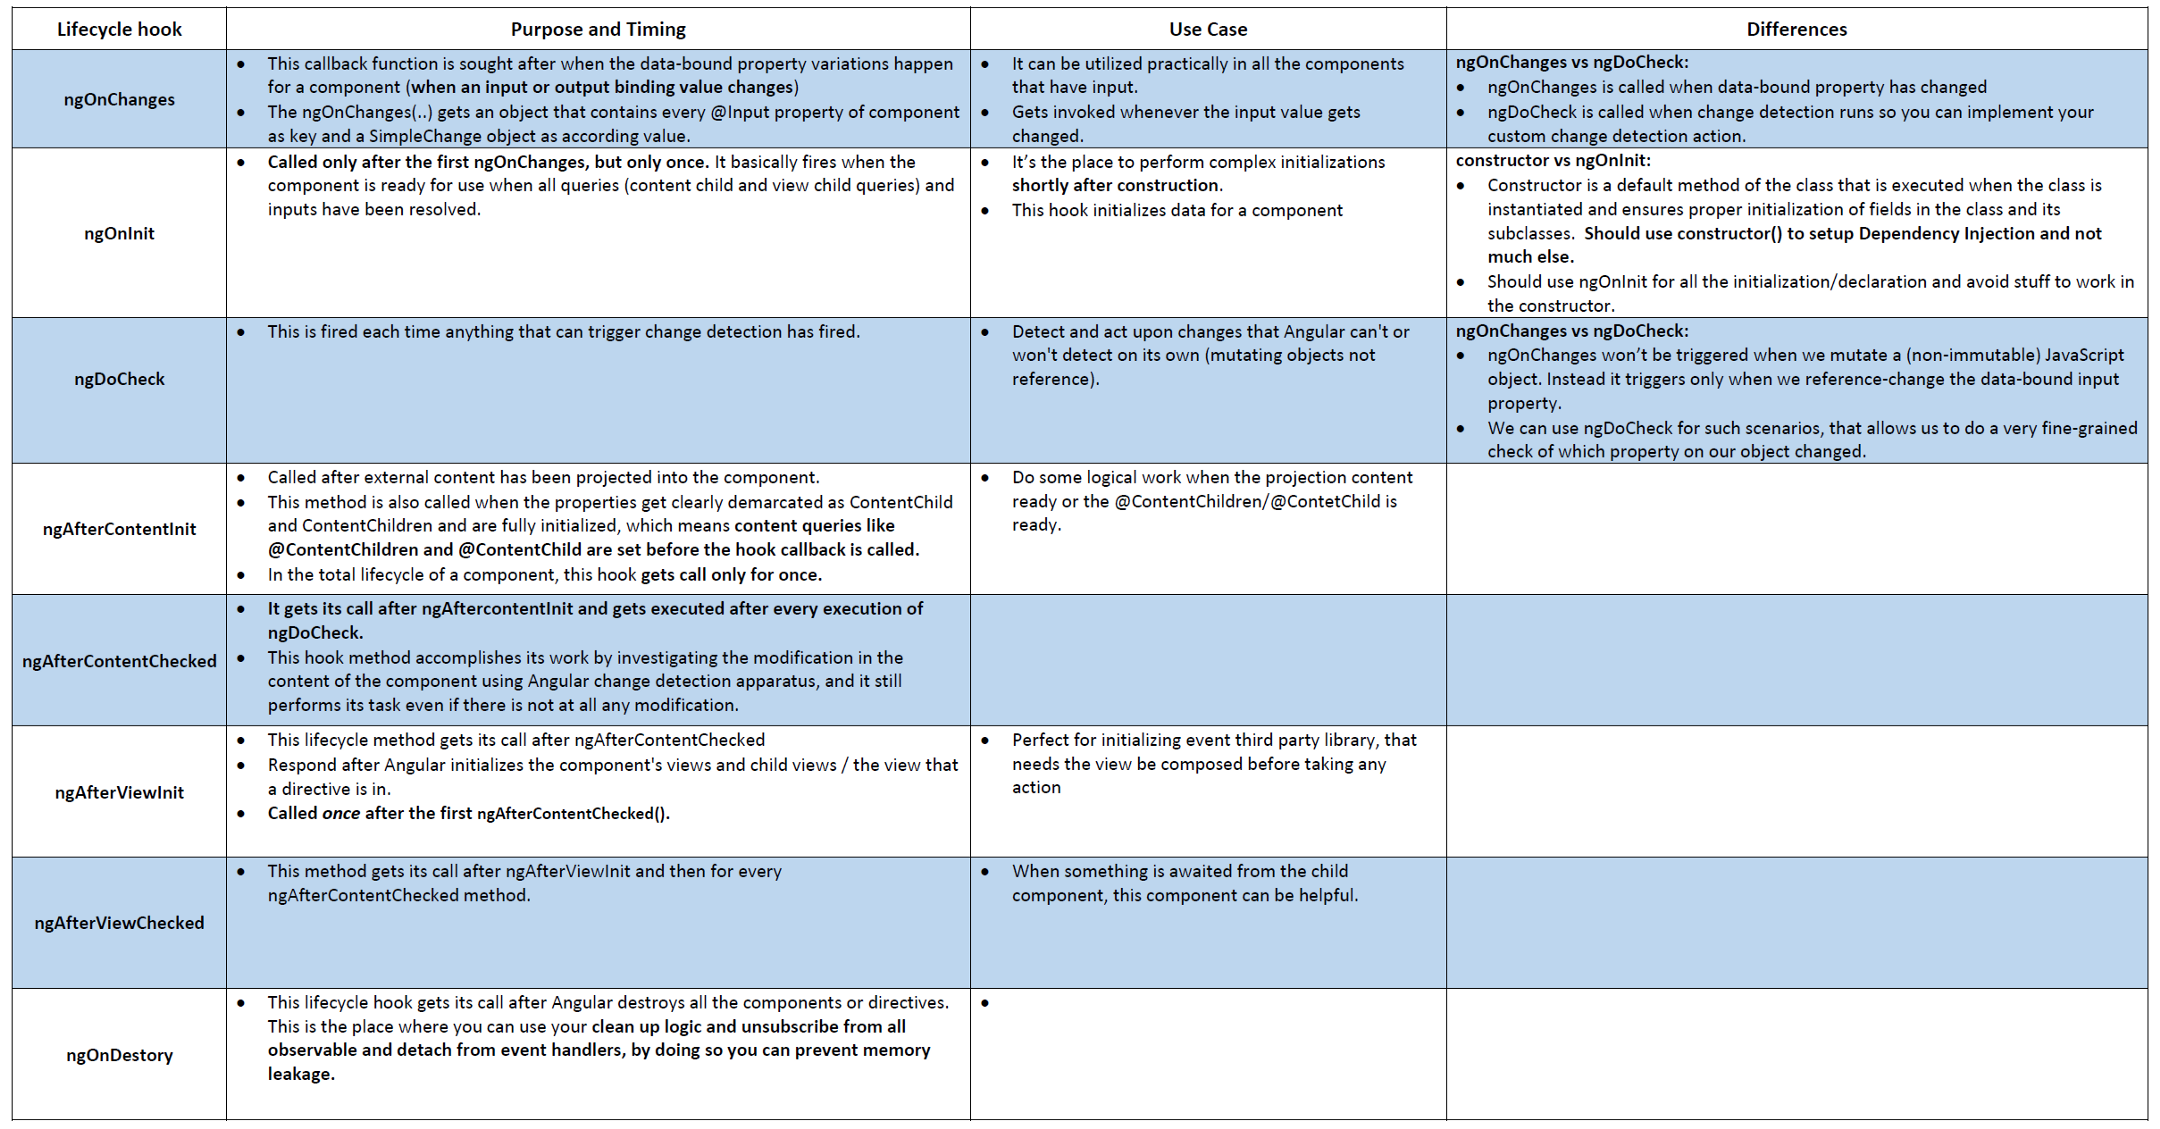 Lifecycle hook
Purpose and Timing
Use Case
Differences
ngOnChanges
• This callback function is sought after when the data-bound property variations happen
for a component (when an input or output binding value changes)
• The ngOnChanges(..) gets an object that contains every @Input property of component
as key and a SimpleChange object as according value.
• It can be utilized practically in all the components
that have input.
• Gets invoked whenever the input value gets
changed.
ngOnChanges vs ngDoCheck:
• ngOnChanges is called when data-bound property has changed
• ngDoCheck is called when change detection runs so you can implement your
custom change detection action.
ngOnInit
• Called only after the first ngOnChanges, but only once. It basically fires when the
component is ready for use when all queries (content child and view child queries) and
inputs have been resolved.
• It’s the place to perform complex initializations
shortly after construction.
• This hook initializes data for a component
constructor vs ngOnInit:
• Constructor is a default method of the class that is executed when the class is
instantiated and ensures proper initialization of fields in the class and its
subclasses. Should use constructor() to setup Dependency Injection and not
much else.
• Should use ngOnInit for all the initialization/declaration and avoid stuff to work in
the constructor.
ngDoCheck
• This is fired each time anything that can trigger change detection has fired.
• Detect and act upon changes that Angular can't or
won't detect on its own (mutating objects not
reference).
ngOnChanges vs ngDoCheck:
• ngOnChanges won’t be triggered when we mutate a (non-immutable) JavaScript
object. Instead it triggers only when we reference-change the data-bound input
property.
• We can use ngDoCheck for such scenarios, that allows us to do a very fine-grained
check of which property on our object changed.
ngAfterContentInit
• Called after external content has been projected into the component.
• This method is also called when the properties get clearly demarcated as ContentChild
and ContentChildren and are fully initialized, which means content queries like
@ContentChildren and @ContentChild are set before the hook callback is called.
• In the total lifecycle of a component, this hook gets call only for once.
• Do some logical work when the projection content
ready or the @ContentChildren/@ContetChild is
ready.
ngAfterContentChecked
• It gets its call after ngAftercontentInit and gets executed after every execution of
ngDoCheck.
• This hook method accomplishes its work by investigating the modification in the
content of the component using Angular change detection apparatus, and it still
performs its task even if there is not at all any modification.
ngAfterViewInit
• This lifecycle method gets its call after ngAfterContentChecked
• Respond after Angular initializes the component's views and child views / the view that
a directive is in.
• Called once after the first ngAfterContentChecked().
• Perfect for initializing event third party library, that
needs the view be composed before taking any
action
ngAfterViewChecked
• This method gets its call after ngAfterViewInit and then for every
ngAfterContentChecked method.
• When something is awaited from the child
component, this component can be helpful.
ngOnDestory
• This lifecycle hook gets its call after Angular destroys all the components or directives.
This is the place where you can use your clean up logic and unsubscribe from all
observable and detach from event handlers, by doing so you can prevent memory
leakage.
•